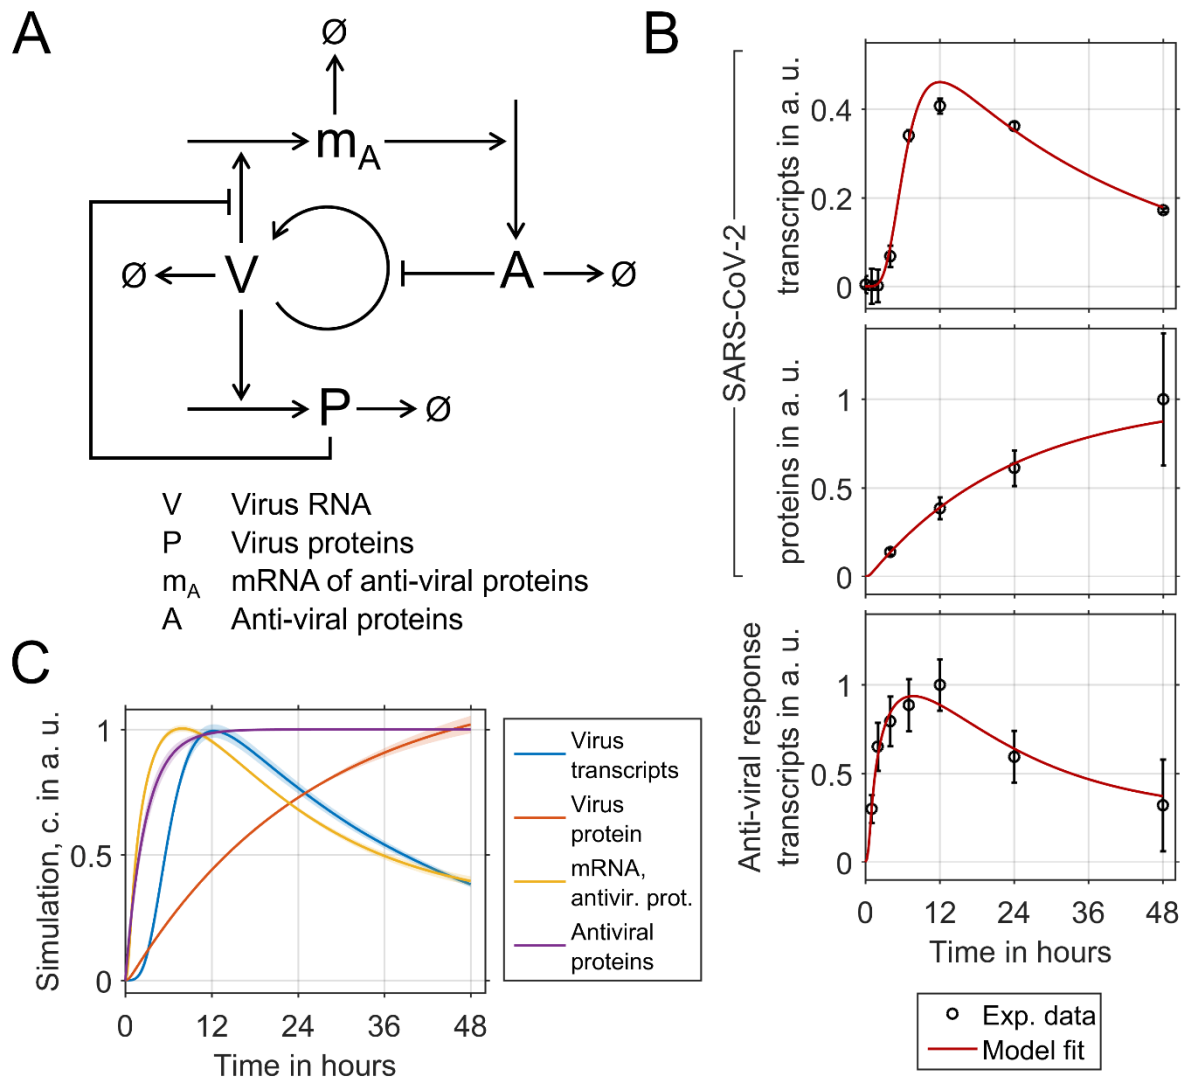 A
Ø
mA
V
A
Ø
Ø
P
Ø
V Virus RNA
P Virus proteins
mA mRNA of anti-viral proteins
A Anti-viral proteins
B
SARS-CoV-2
transcripts in a. u.
0.4
0.2
0
proteins in a. u.
1
0.5
0
Anti-viral response
transcripts in a. u.
1
0.5
0
0 12 24 36 48
Time in hours
Exp. data
Model fit
C
Simulation, c. in a. u.
1
0.5
0
0 12 24 36 48
Time in hours
Virus
transcripts
Virus
protein
mRNA,
antivir. prot.
Antiviral
proteins